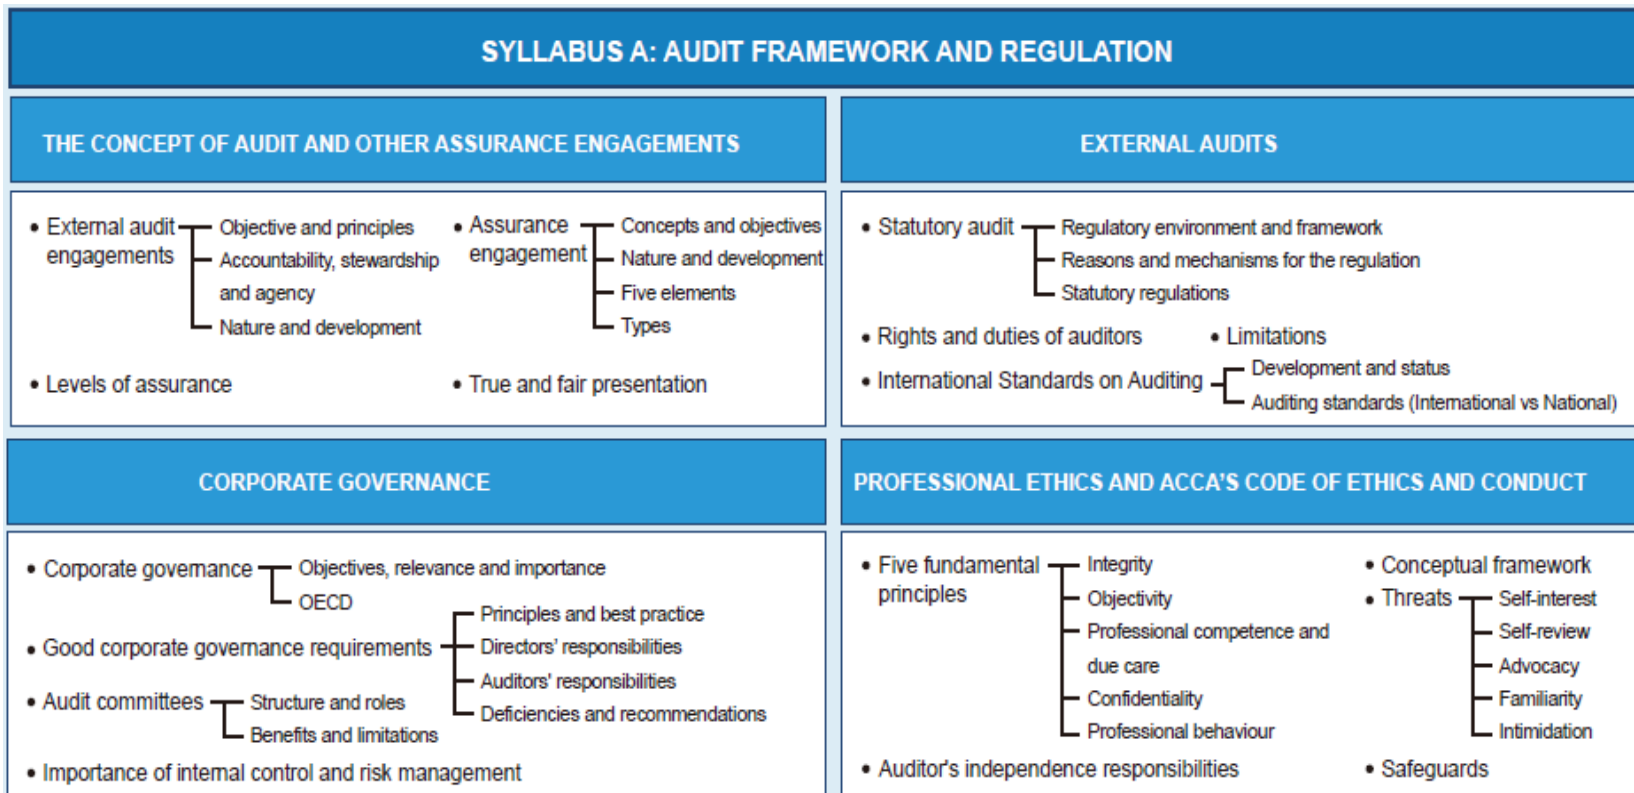 SYLLABUS A: AUDIT FRAMEWORK AND REGULATION
THE CONCEPT OF AUDIT AND OTHER ASSURANCE ENGAGEMENTS
• External audit
engagements
Objective and principles
Accountability, stewardship
and agency
Nature and development
• Assurance
engagement
Concepts and objectives
Nature and development
Five elements
Types
• Levels of assurance
• True and fair presentation
EXTERNAL AUDITS
• Statutory audit
Regulatory environment and framework
Reasons and mechanisms for the regulation
Statutory regulations
• Rights and duties of auditors
• Limitations
• International Standards on Auditing
Development and status
Auditing standards (International vs National)
CORPORATE GOVERNANCE
• Corporate governance
Objectives, relevance and importance
OECD
• Good corporate governance requirements
Principles and best practice
Directors' responsibilities
Auditors' responsibilities
Deficiencies and recommendations
• Audit committees
Structure and roles
Benefits and limitations
• Importance of internal control and risk management
PROFESSIONAL ETHICS AND ACCA'S CODE OF ETHICS AND CONDUCT
• Five fundamental
principles
Integrity
Objectivity
Professional competence and
due care
Confidentiality
Professional behaviour
• Conceptual framework
• Threats
Self-interest
Self-review
Advocacy
Familiarity
Intimidation
• Auditor's independence responsibilities
• Safeguards